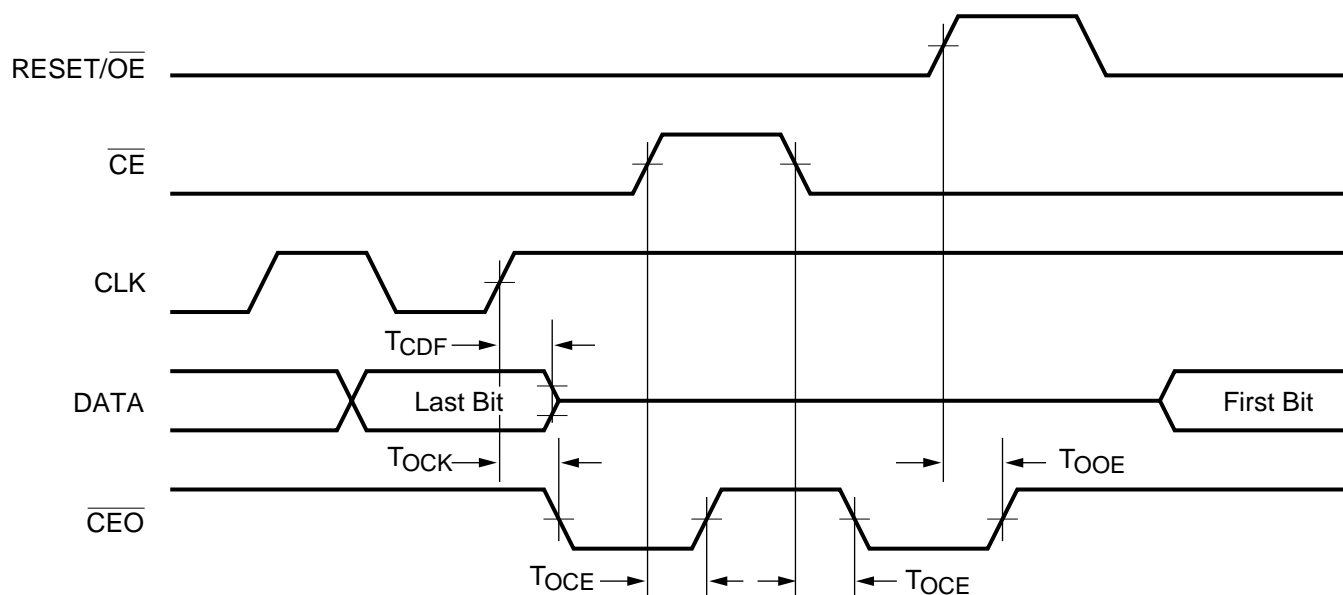 RESET/OE
CE
CLK
TCDF
DATA
Last Bit
First Bit
TOCK
TOOE
CEO
TOCE
TOCE